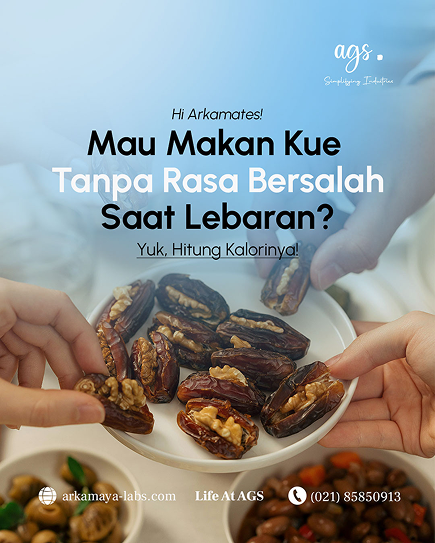 ags.
Simplifying Industries
Hi Arkamates!
Mau Makan Kue
Tanpa Rasa Bersalah
Saat Lebaran?
Yuk, Hitung Kalorinya!
arkamaya-labs.com
Life At AGS
(021) 85850913